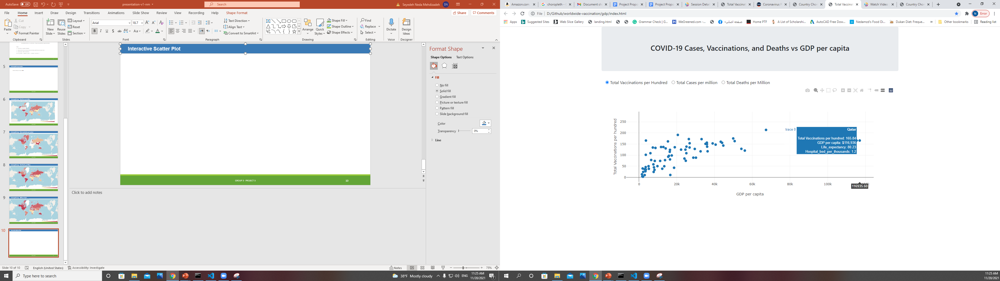 AutoSave Off
presentation-v1-nm
Search
Seyedeh Neda Mehdizadeh SN
File Home Insert Draw Design Transitions Animations Slide Show Review View Recording Help Shape Format
Share Comments
Paste
Cut
Copy
Format Painter
Clipboard
New Slide
Reuse Slides
Layout
Reset
Section
Slides
Arial 18.7
B I U S ab AV Aa A
Font
Text Direction
Align Text
Convert to SmartArt
Paragraph
Arrange
Quick Styles
Shape Fill
Shape Outline
Shape Effects
Drawing
Find
Replace
Select
Editing
Dictate
Voice
Design Ideas
Designer
5
6
7
8
9
10
Interactive Scatter Plot
GROUP 3 - PROJECT 3
10
Click to add notes
Format Shape
Shape Options Text Options
Fill
No fill
Solid fill
Gradient fill
Picture or texture fill
Pattern fill
Slide background fill
Color
Transparency 0%
Line
Slide 10 of 10 English (United States) Accessibility: Investigate
Notes 75%
Type here to search
38°F Mostly cloudy ENG
11:25 AM
11/20/2021
7
Amazon.com. choropleth - G Document sh Project Propo Project Propo Session Detai Total Vaccinat Coronavirus P Country Chor Total Vaccinat Watch Video Country Chor
File D:/Github/worldwide-vaccination/gdp/index.html
N Error
Apps Suggested Sites Web Slice Gallery landing.html Grammar Check | G... WeGreened.com -... صفحه اصلی• Home PTF A List of Scholarshi... AutoCAD Free Dow... Nedamzd's Food Di... Dukan Diet: Freque... » Other bookmarks Reading list
COVID-19 Cases, Vaccinations, and Deaths vs GDP per capita
Total Vaccinations per Hundred Total Cases per million Total Deaths per Million
Total Vaccinations per hundred
250
200
150
100
50
0
trace 0
Qatar
Total Vaccinations per hundred: 165.84
GDP per capita: $116,936
Life_expectancy: 80.23
Hospital_bed_per_thousands: 1.2
0 20k 40k 60k 80k 100k
116935.60
GDP per capita
11:25 AM
11/20/202